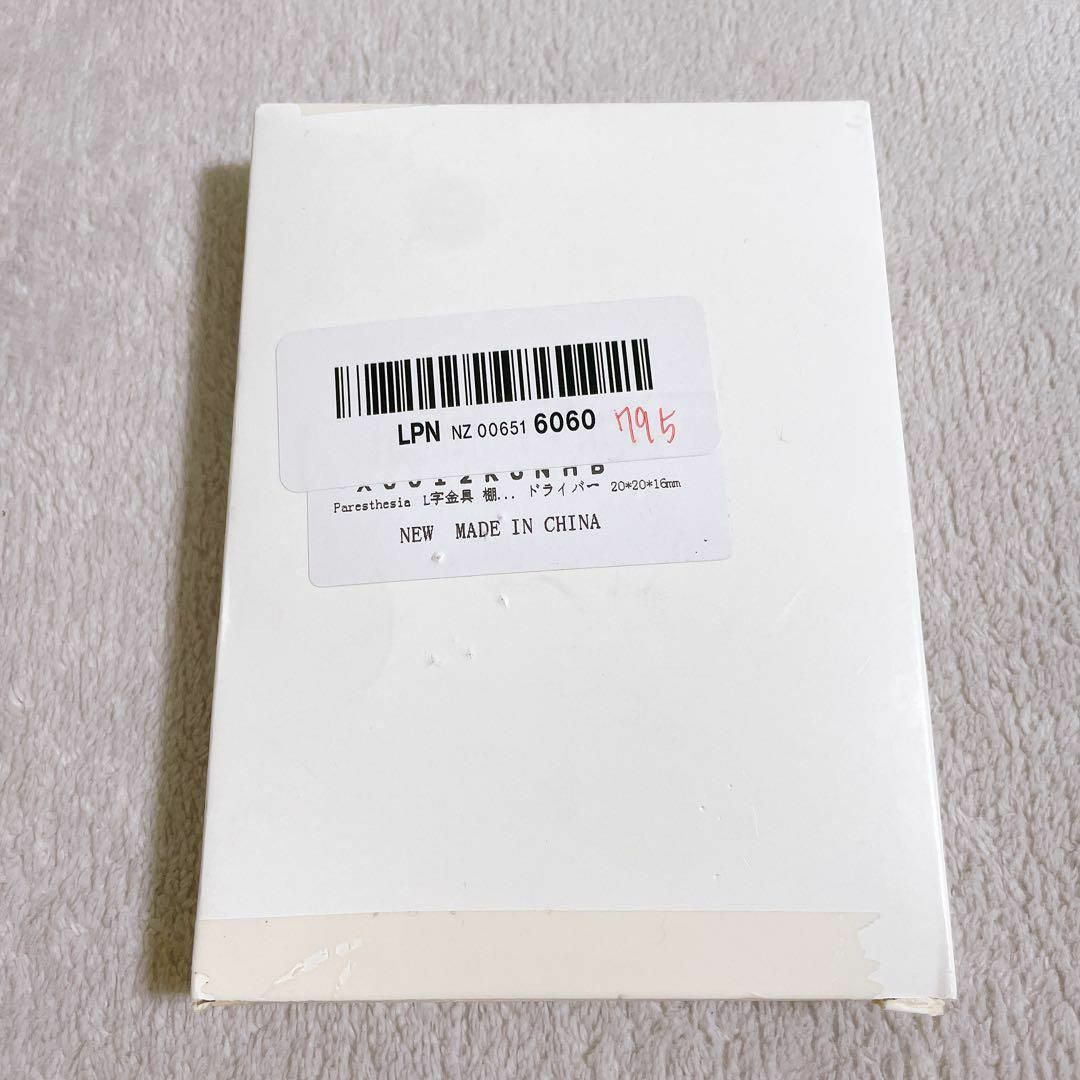 LPN NZ 00651 6060 795
Paresthesia L字金具 棚... ドライバー 20*20*16mm
NEW MADE IN CHINA